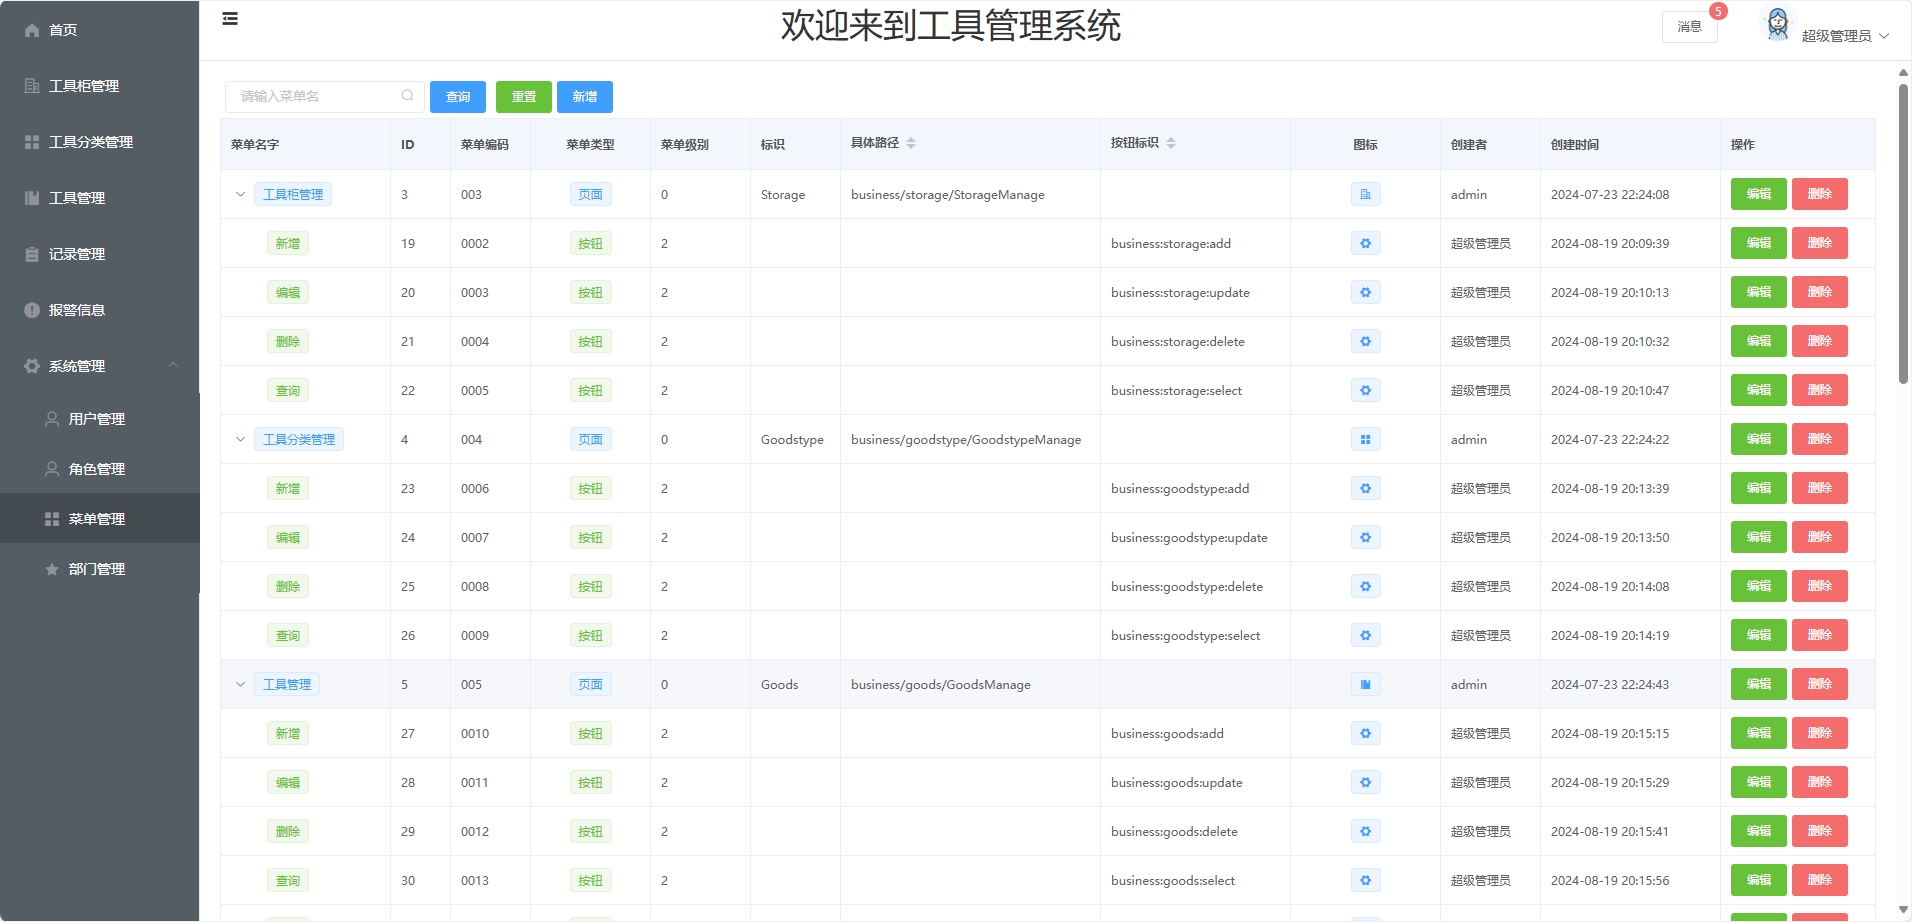 首页
工具柜管理
工具分类管理
工具管理
记录管理
报警信息
系统管理
用户管理
角色管理
菜单管理
部门管理
欢迎来到工具管理系统
消息
5
超级管理员
请输入菜单名 查询 重置 新增
菜单名字 ID 菜单编码 菜单类型 菜单级别 标识 具体路径 按钮标识 图标 创建者 创建时间 操作
工具柜管理 3 003 页面 0 Storage business/storage/StorageManage admin 2024-07-23 22:24:08 编辑 删除
新增 19 0002 按钮 2 business:storage:add 超级管理员 2024-08-19 20:09:39 编辑 删除
编辑 20 0003 按钮 2 business:storage:update 超级管理员 2024-08-19 20:10:13 编辑 删除
删除 21 0004 按钮 2 business:storage:delete 超级管理员 2024-08-19 20:10:32 编辑 删除
查询 22 0005 按钮 2 business:storage:select 超级管理员 2024-08-19 20:10:47 编辑 删除
工具分类管理 4 004 页面 0 Goodstype business/goodstype/GoodstypeManage admin 2024-07-23 22:24:22 编辑 删除
新增 23 0006 按钮 2 business:goodstype:add 超级管理员 2024-08-19 20:13:39 编辑 删除
编辑 24 0007 按钮 2 business:goodstype:update 超级管理员 2024-08-19 20:13:50 编辑 删除
删除 25 0008 按钮 2 business:goodstype:delete 超级管理员 2024-08-19 20:14:08 编辑 删除
查询 26 0009 按钮 2 business:goodstype:select 超级管理员 2024-08-19 20:14:19 编辑 删除
工具管理 5 005 页面 0 Goods business/goods/GoodsManage admin 2024-07-23 22:24:43 编辑 删除
新增 27 0010 按钮 2 business:goods:add 超级管理员 2024-08-19 20:15:15 编辑 删除
编辑 28 0011 按钮 2 business:goods:update 超级管理员 2024-08-19 20:15:29 编辑 删除
删除 29 0012 按钮 2 business:goods:delete 超级管理员 2024-08-19 20:15:41 编辑 删除
查询 30 0013 按钮 2 business:goods:select 超级管理员 2024-08-19 20:15:56 编辑 删除